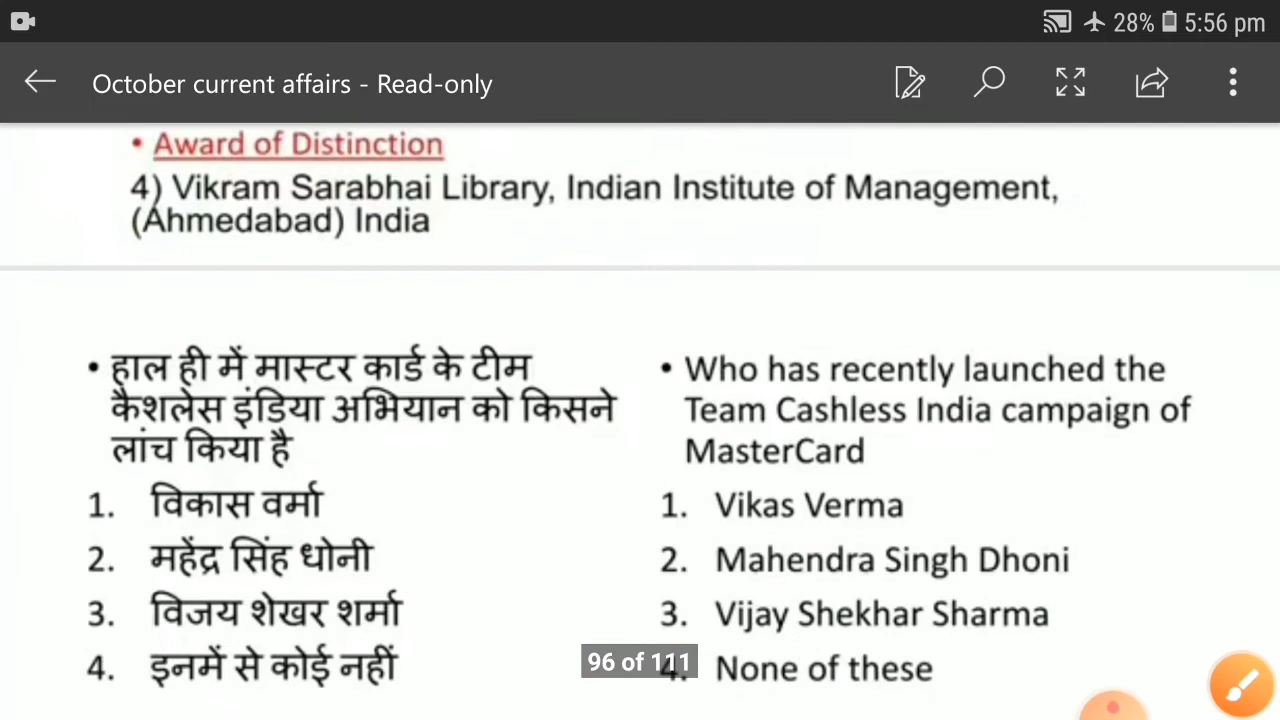 28% 5:56 pm
October current affairs - Read-only
• Award of Distinction
4) Vikram Sarabhai Library, Indian Institute of Management,
(Ahmedabad) India
• हाल ही में मास्टर कार्ड के टीम
कैशलेस इंडिया अभियान को किसने
लांच किया है
1. विकास वर्मा
2. महेंद्र सिंह धोनी
3. विजय शेखर शर्मा
4. इनमें से कोई नहीं
• Who has recently launched the
Team Cashless India campaign of
MasterCard
1. Vikas Verma
2. Mahendra Singh Dhoni
3. Vijay Shekhar Sharma
4. None of these
96 of 111